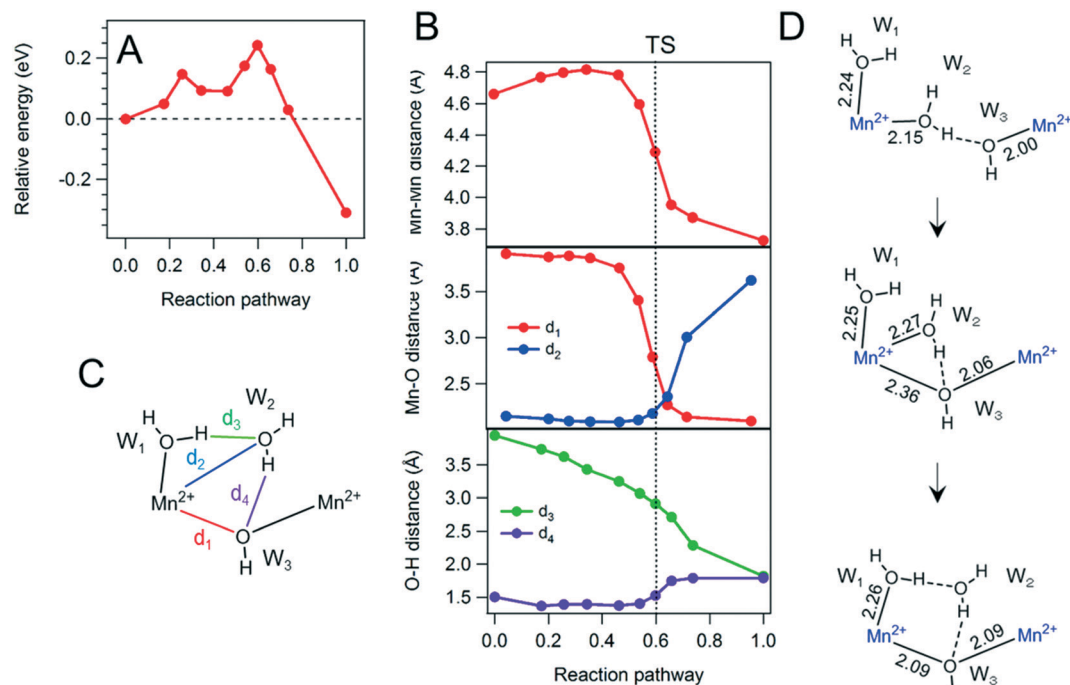 A
Relative energy (eV)
0.2
0.0
-0.2
0.0 0.2 0.4 0.6 0.8 1.0
Reaction pathway
B
TS
Mn-Mn distance (Å)
4.8
4.6
4.4
4.2
4.0
3.8
Mn-O distance (Å)
3.5
3.0
2.5
d1
d2
O-H distance (Å)
3.5
3.0
2.5
2.0
1.5
d3
d4
0.0 0.2 0.4 0.6 0.8 1.0
Reaction pathway
C
W2
H H
W1 H d3 O
O d2 H
Mn2+ d4 Mn2+
d1 O
H W3
D
W1
H H
O W2
2.24 H W3
Mn2+ O H O Mn2+
2.15 2.00
H
W1
H H
O H
2.25 2.27 O W2
Mn2+ H Mn2+
2.36 2.06
O
H W3
H H
W1 O H O W2
2.26 H
Mn2+ Mn2+
2.09 2.09
O W3